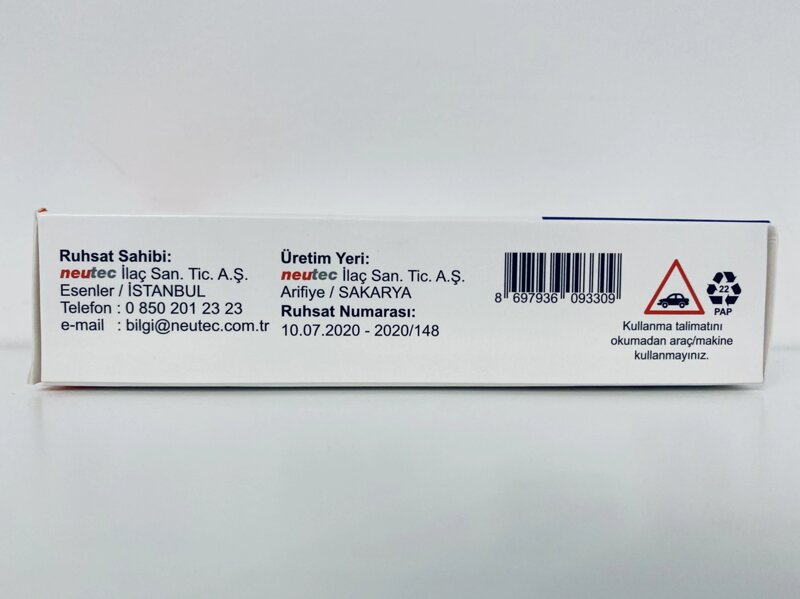 Ruhsat Sahibi:
neutec İlaç San. Tic. A.Ş.
Esenler / İSTANBUL
Telefon : 0 850 201 23 23
e-mail : bilgi@neutec.com.tr
Üretim Yeri:
neutec İlaç San. Tic. A.Ş.
Arifiye / SAKARYA
Ruhsat Numarası:
10.07.2020 - 2020/148
8 697936 093309
22
PAP
Kullanma talimatını
okumadan araç/makine
kullanmayınız.